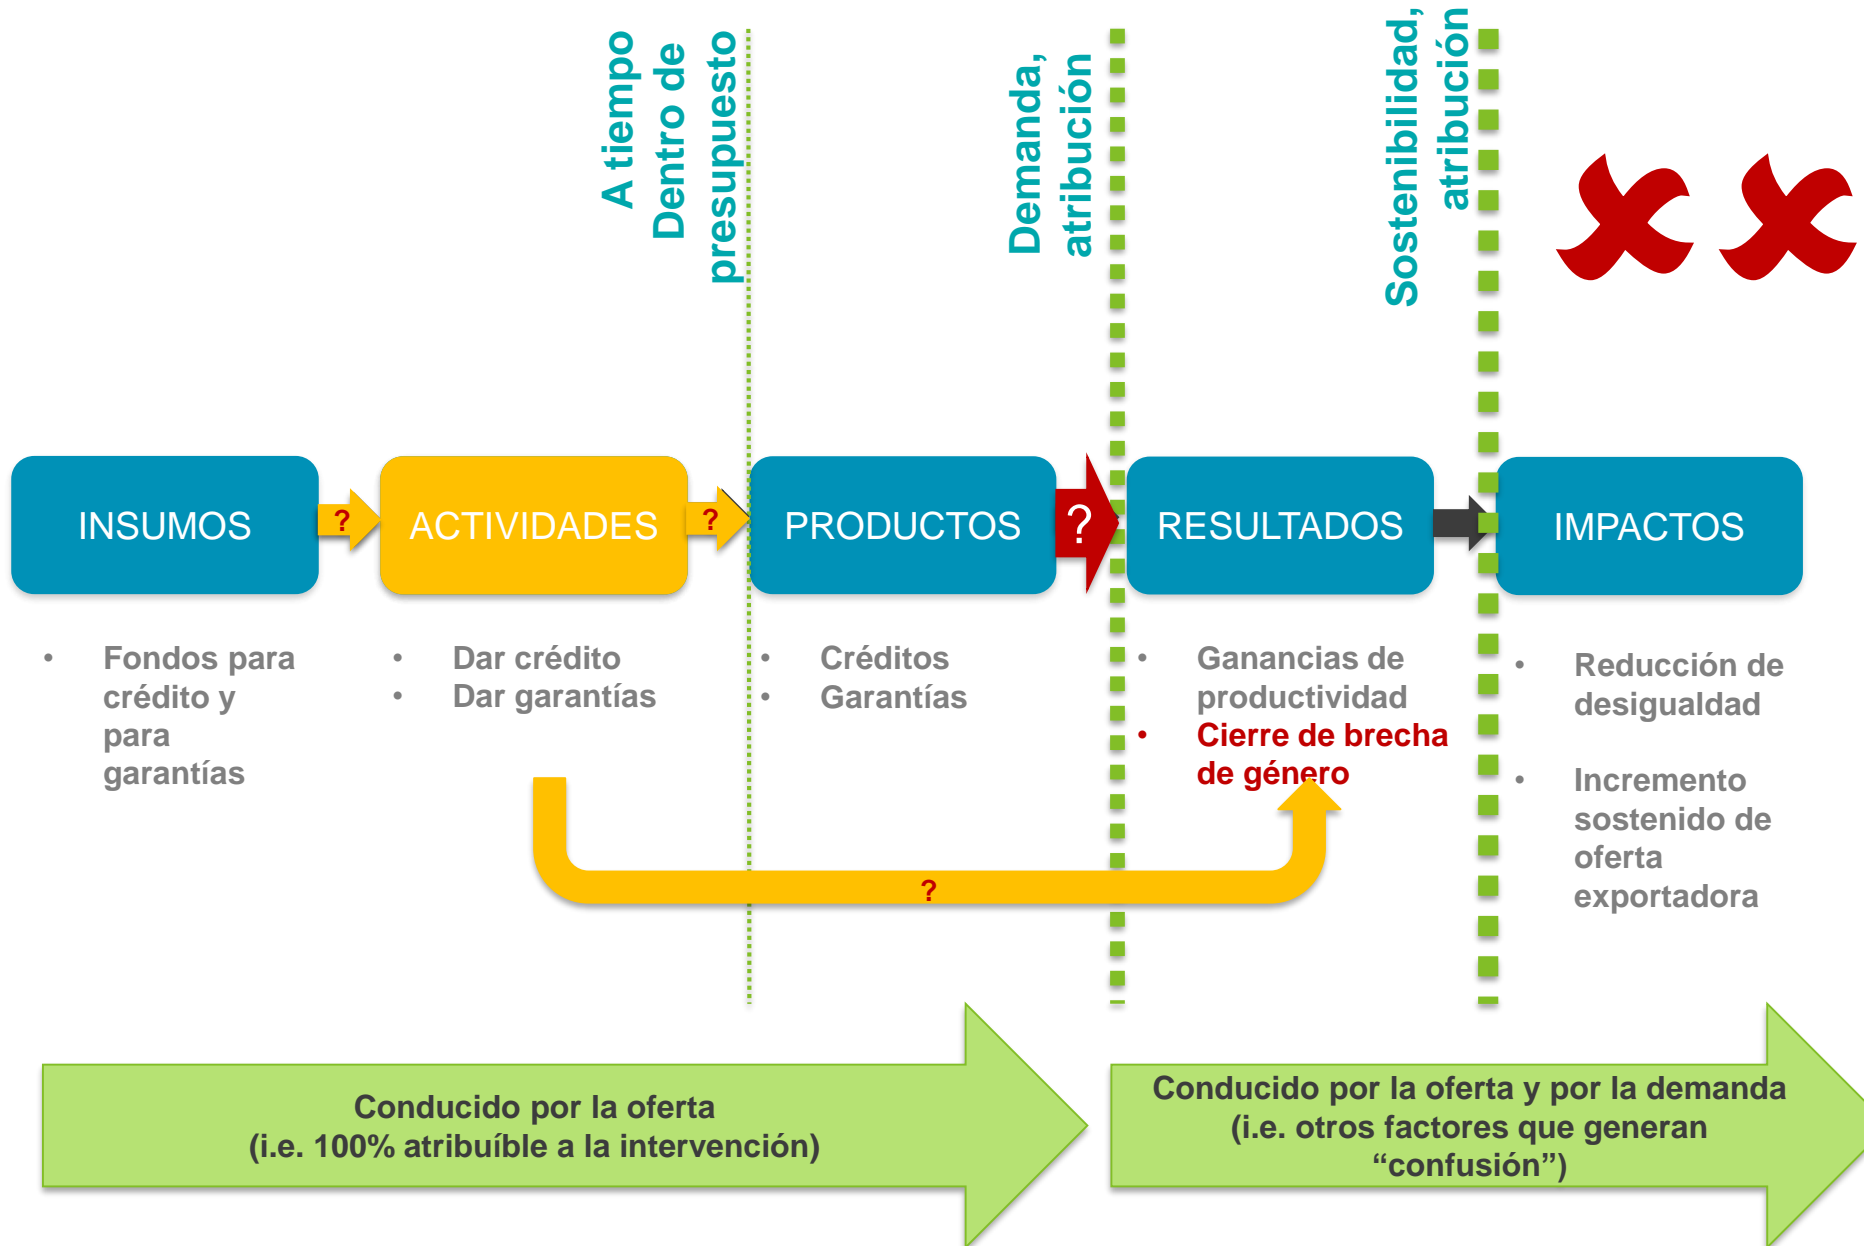 A tiempo
Dentro de
presupuesto
Demanda,
atribución
Sostenibilidad,
atribución
INSUMOS
?
ACTIVIDADES
?
PRODUCTOS
?
RESULTADOS
IMPACTOS
• Fondos para
crédito y
para
garantías
• Dar crédito
• Dar garantías
• Créditos
• Garantías
• Ganancias de
productividad
• Cierre de brecha
de género
• Reducción de
desigualdad
• Incremento
sostenido de
oferta
exportadora
?
Conducido por la oferta
(i.e. 100% atribuíble a la intervención)
Conducido por la oferta y por la demanda
(i.e. otros factores que generan
“confusión”)